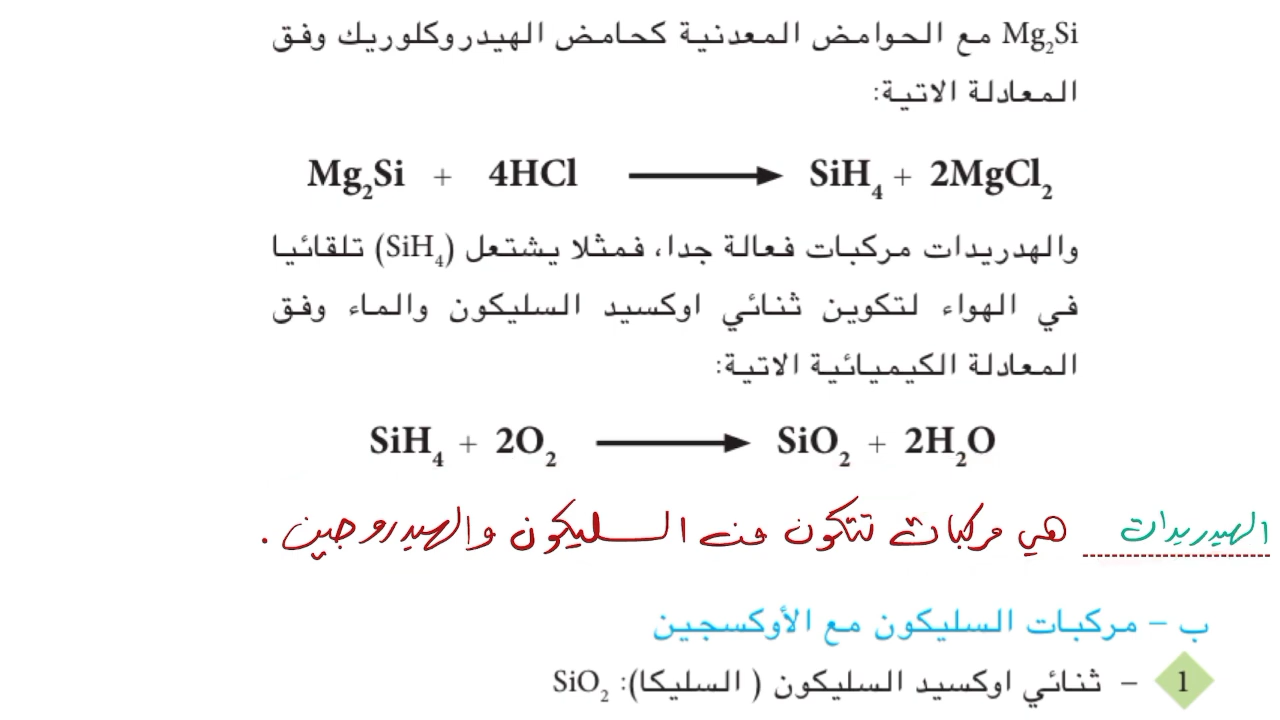 Mg₂Si مع الحوامض المعدنية كحامض الهيدروكلوريك وفق
المعادلة الاتية:
Mg₂Si + 4HCl ⟶ SiH₄ + 2MgCl₂
والهدريدات مركبات فعالة جدا، فمثلا يشتعل (SiH₄) تلقائيا
في الهواء لتكوين ثنائي اوكسيد السليكون والماء وفق
المعادلة الكيميائية الاتية:
SiH₄ + 2O₂ ⟶ SiO₂ + 2H₂O
الهيدريدات هي مركبات تتكون من السليكون والهيدروجين .
ب – مركبات السليكون مع الأوكسجين
1 – ثنائي اوكسيد السليكون ( السليكا): SiO₂